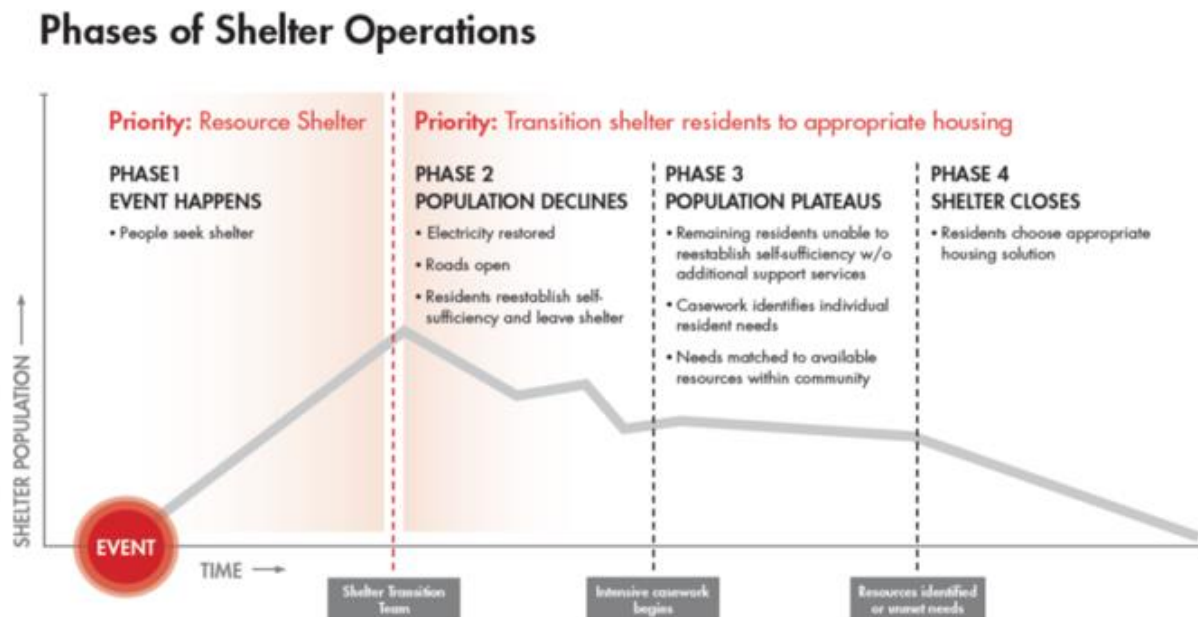 Phases of Shelter Operations
Priority: Resource Shelter
Priority: Transition shelter residents to appropriate housing
PHASE1
EVENT HAPPENS
• People seek shelter
PHASE 2
POPULATION DECLINES
• Electricity restored
• Roads open
• Residents reestablish self-
sufficiency and leave shelter
PHASE 3
POPULATION PLATEAUS
• Remaining residents unable to
reestablish self-sufficiency w/o
additional support services
• Casework identifies individual
resident needs
• Needs matched to available
resources within community
PHASE 4
SHELTER CLOSES
• Residents choose appropriate
housing solution
SHELTER POPULATION
EVENT
TIME
Shelter Transition
Team
Intensive casework
begins
Resources identified
or unmet needs